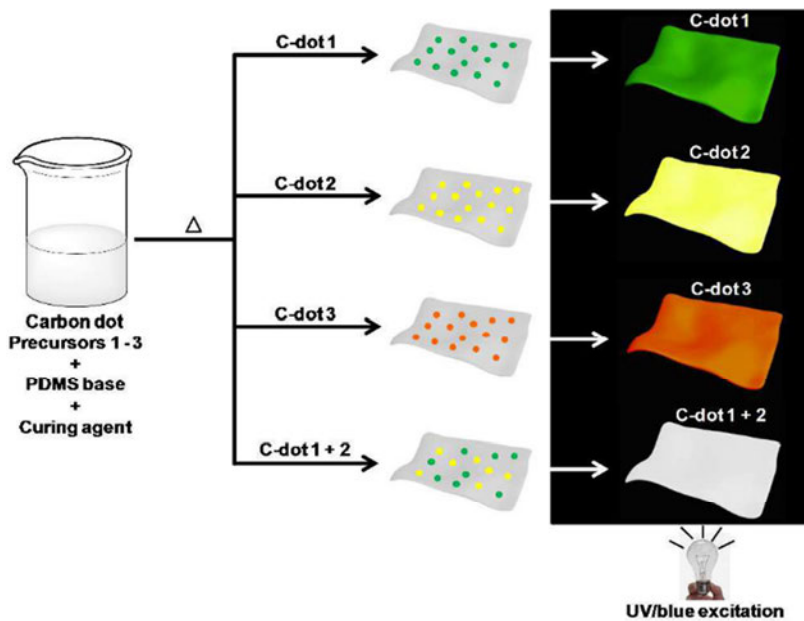 C-dot 1
C-dot 1
C-dot 2
C-dot 2
Δ
C-dot 3
C-dot 3
Carbon dot
Precursors 1 - 3
+
PDMS base
+
Curing agent
C-dot 1 + 2
C-dot 1 + 2
UV/blue excitation